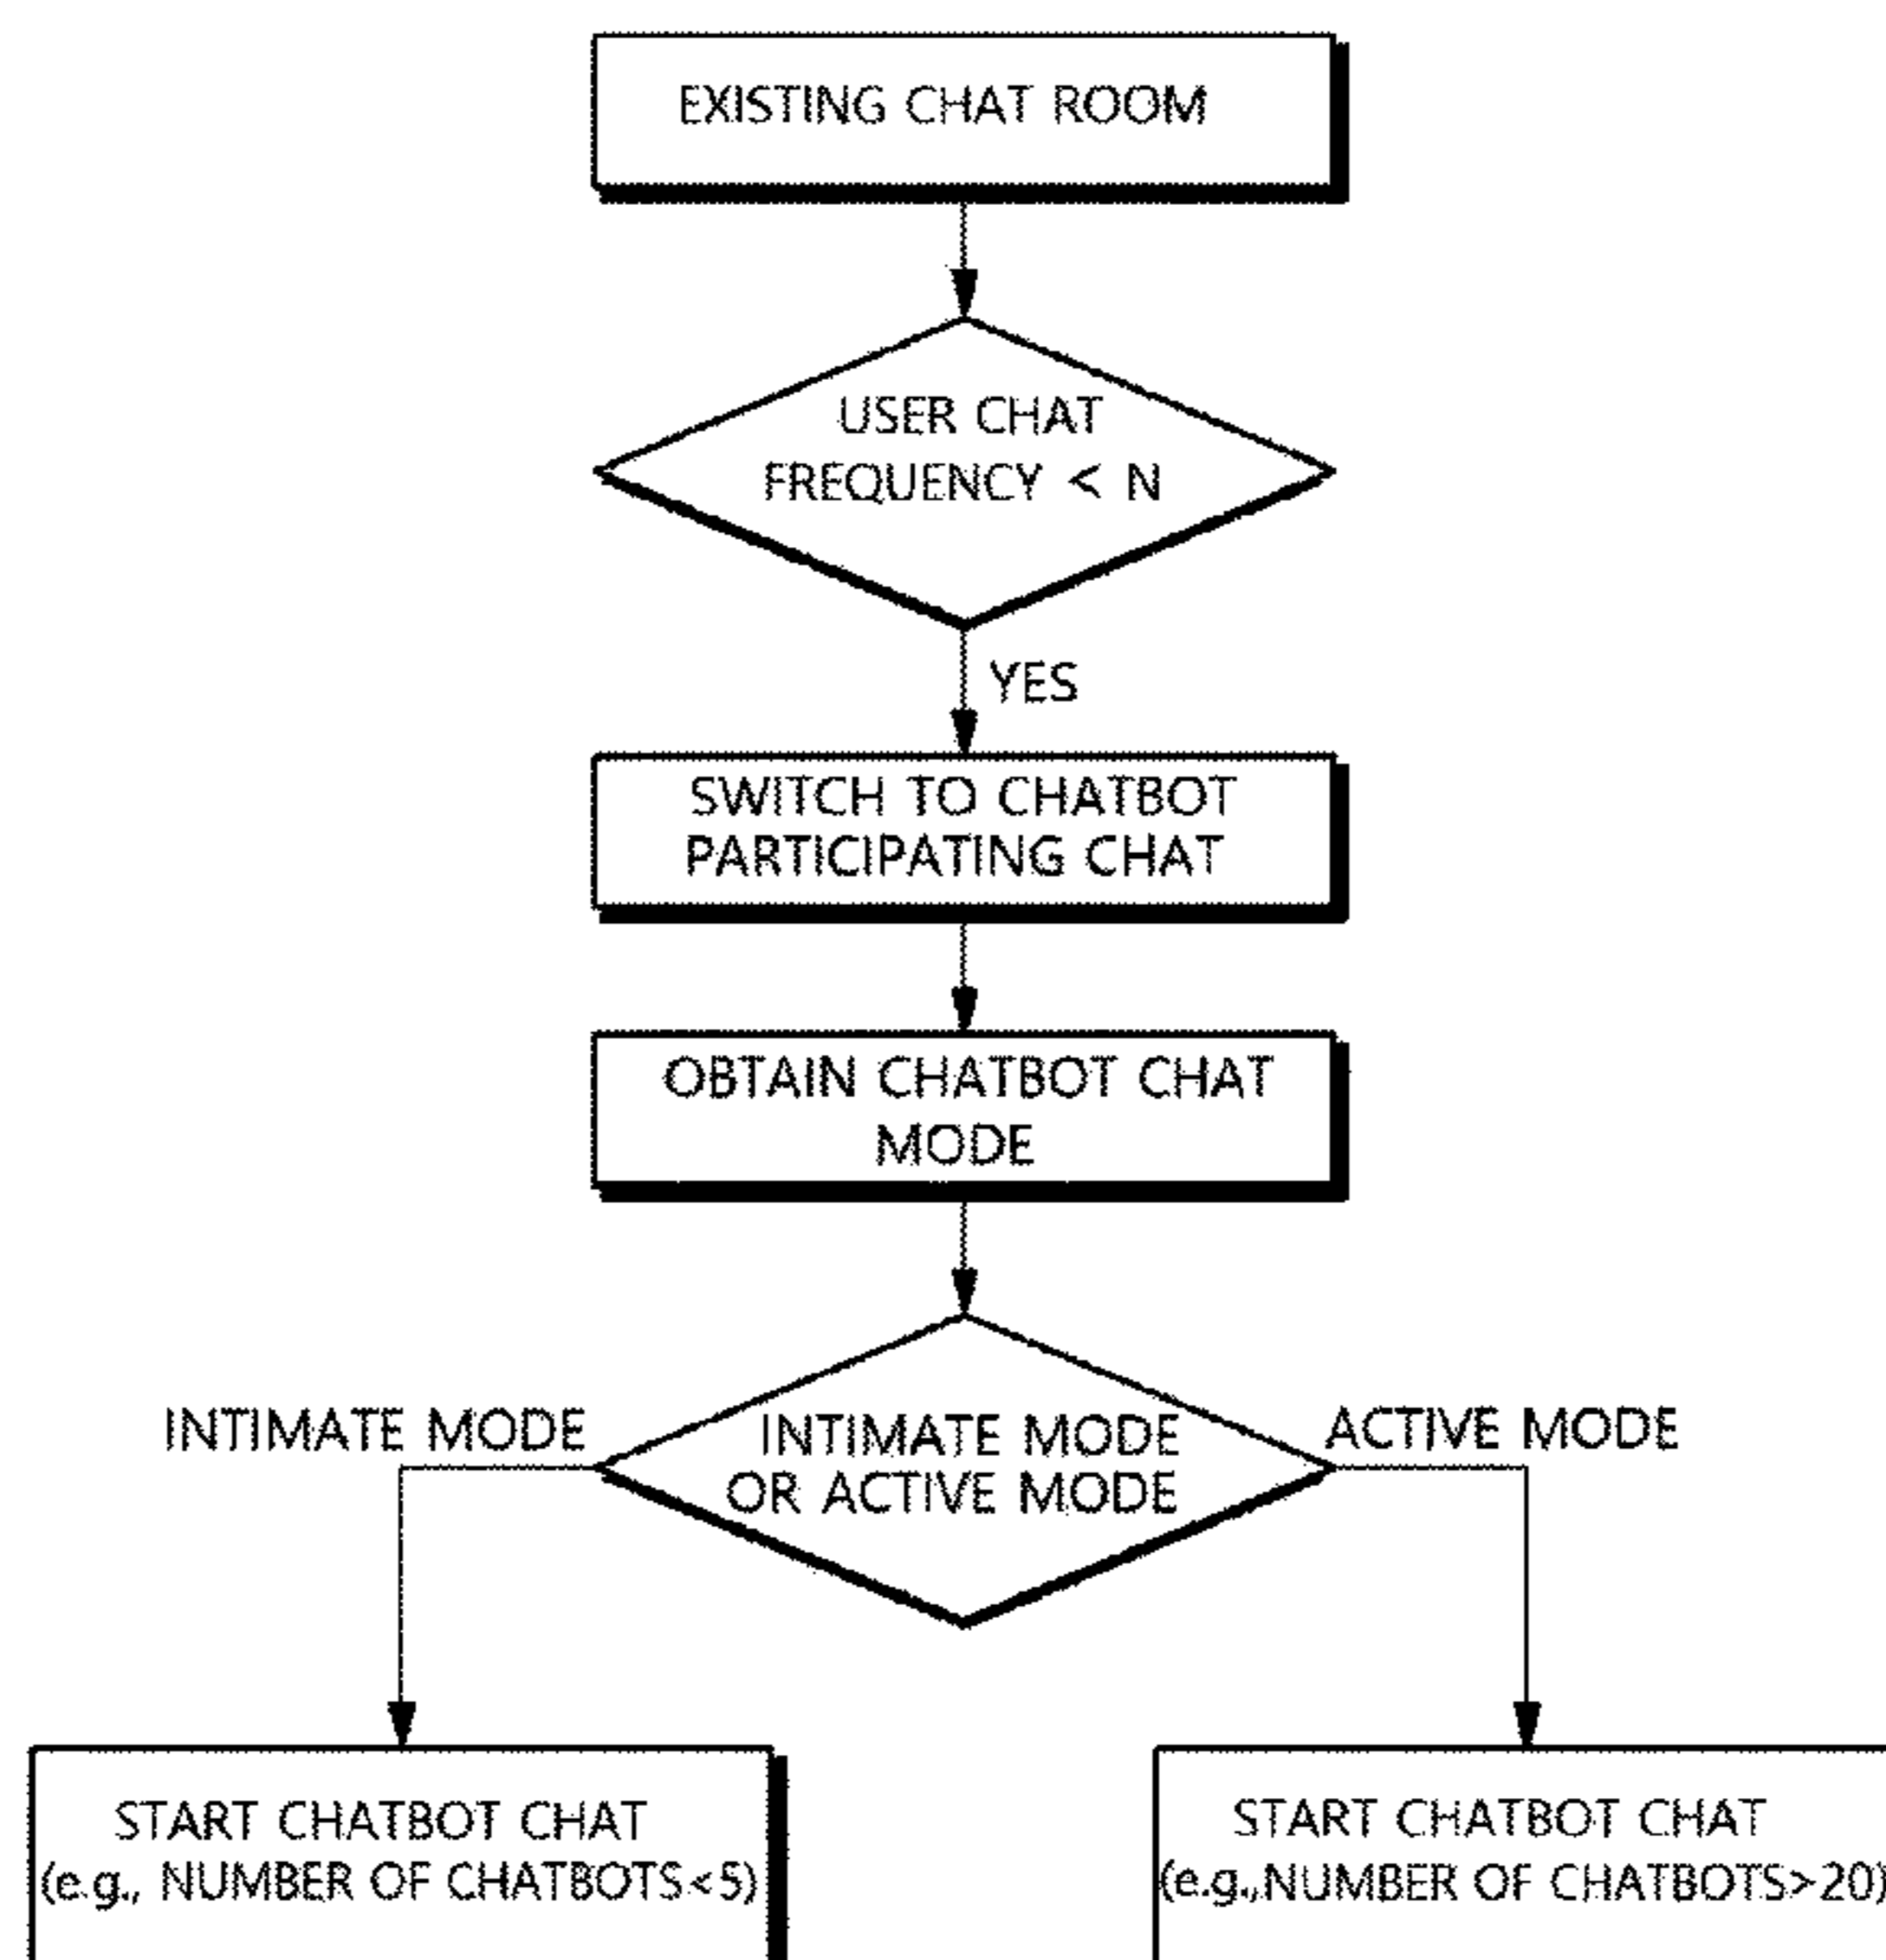 EXISTING CHAT ROOM
USER CHAT
FREQUENCY < N
YES
SWITCH TO CHATBOT
PARTICIPATING CHAT
OBTAIN CHATBOT CHAT
MODE
INTIMATE MODE
INTIMATE MODE
OR ACTIVE MODE
ACTIVE MODE
START CHATBOT CHAT
(e.g., NUMBER OF CHATBOTS<5)
START CHATBOT CHAT
(e.g.,NUMBER OF CHATBOTS>20)